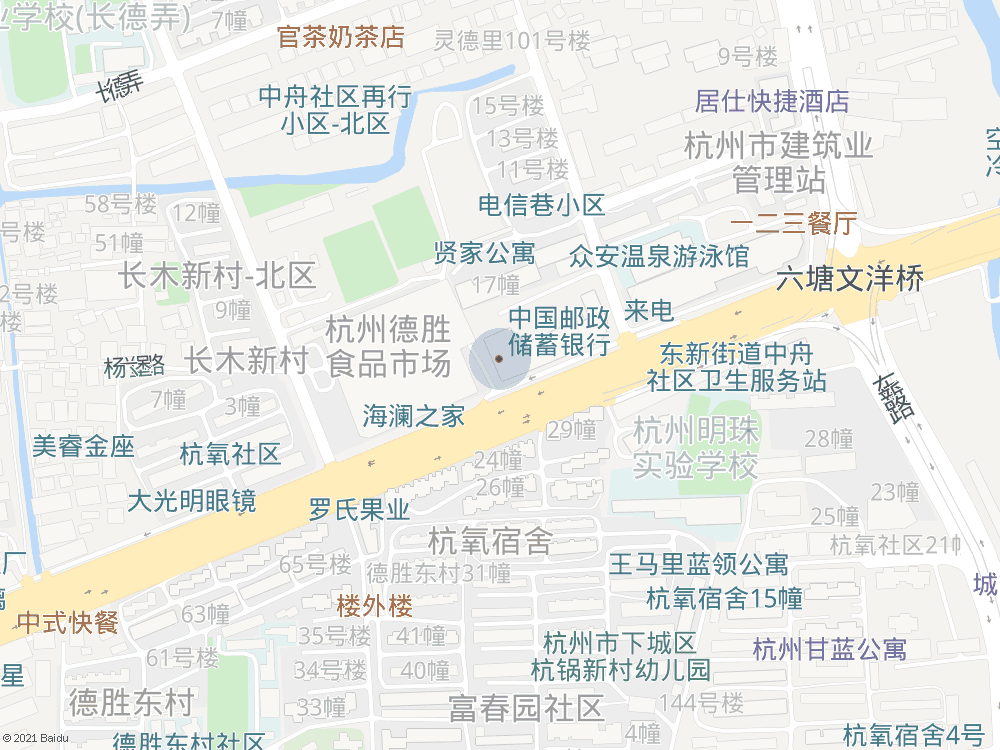 业学校(长德弄)
7幢
官茶奶茶店
灵德里101号楼
9号楼
长德弄
中舟社区再行
小区-北区
15号楼
居仕快捷酒店
13号楼
杭州市建筑业
管理站
空
冷
11号楼
58号楼
12幢
电信巷小区
一二三餐厅
号楼
51幢
贤家公寓
众安温泉游泳馆
长木新村-北区
17幢
六塘文洋桥
2号楼
楼
9幢
杭州德胜
食品市场
中国邮政
储蓄银行
来电
长木新村
东新街道中舟
社区卫生服务站
7幢
3幢
海澜之家
29幢
杭州明珠
实验学校
28幢
美睿金座
杭氧社区
24幢
26幢
23幢
大光明眼镜
罗氏果业
25幢
杭氧宿舍
杭氧社区21幢
厂
65号楼
德胜东村31幢
王马里蓝领公寓
城
中式快餐
63幢
楼外楼
杭氧宿舍15幢
35号楼
41幢
杭州市下城区
杭锅新村幼儿园
杭州甘蓝公寓
61号楼
星
34号楼
40幢
德胜东村
33幢
富春园社区
144号楼
4幢
德胜东村社区
杭氧宿舍4号
© 2021 Baidu